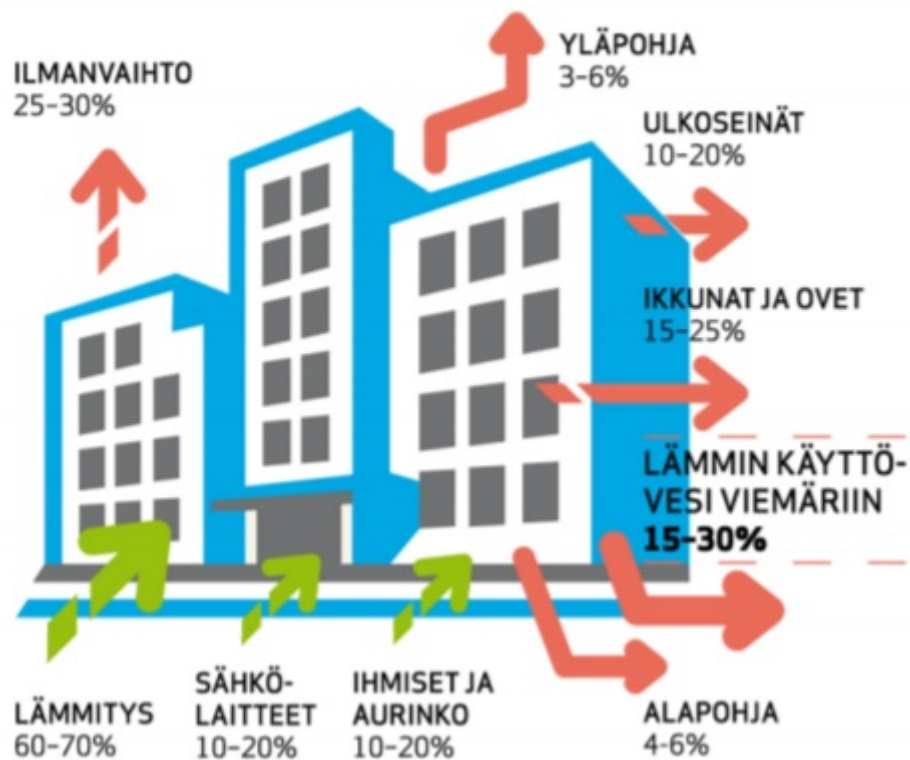 ILMANVAIHTO
25–30%
YLÄPOHJA
3–6%
ULKOSEINÄT
10–20%
IKKUNAT JA OVET
15–25%
LÄMMIN KÄYTTÖ-
VESI VIEMÄRIIN
15–30%
LÄMMITYS
60–70%
SÄHKÖ-
LAITTEET
10–20%
IHMISET JA
AURINKO
10–20%
ALAPOHJA
4-6%